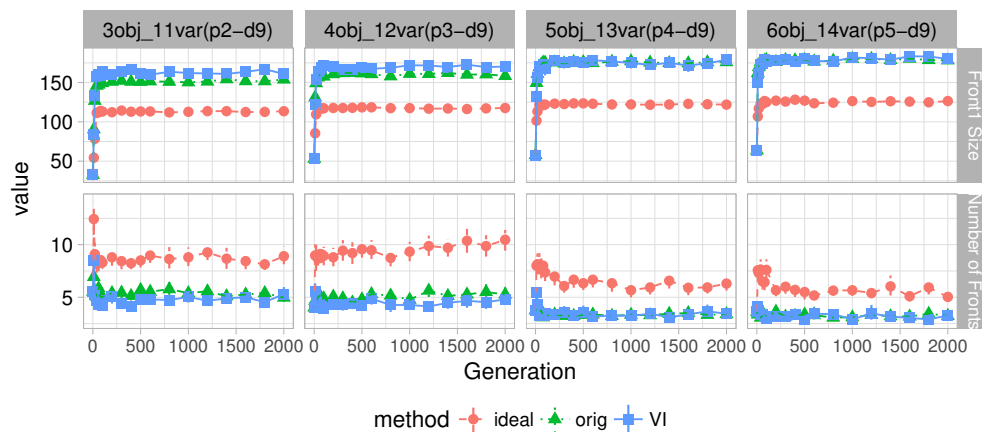 3obj_11var(p2-d9) 4obj_12var(p3-d9) 5obj_13var(p4-d9) 6obj_14var(p5-d9)
150
100
50
Front1 Size
value
10
5
Number of Fronts
0 500 1000 1500 2000 0 500 1000 1500 2000 0 500 1000 1500 2000 0 500 1000 1500 2000
Generation
method ideal orig VI